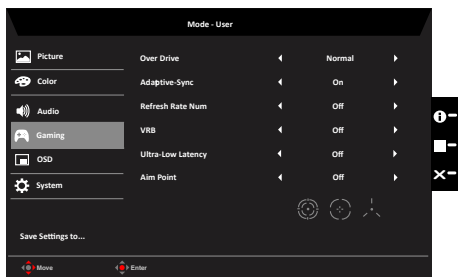 Mode - User
Picture
Color
Audio
Gaming
OSD
System
Save Settings to...
Over Drive Normal
Adaptive-Sync On
Refresh Rate Num Off
VRB Off
Ultra-Low Latency Off
Aim Point Off
Move Enter